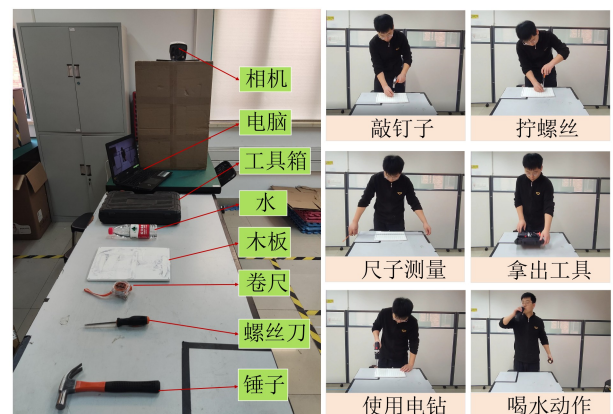 相机
电脑
工具箱
水
木板
卷尺
螺丝刀
锤子
敲钉子
拧螺丝
尺子测量
拿出工具
使用电钻
喝水动作